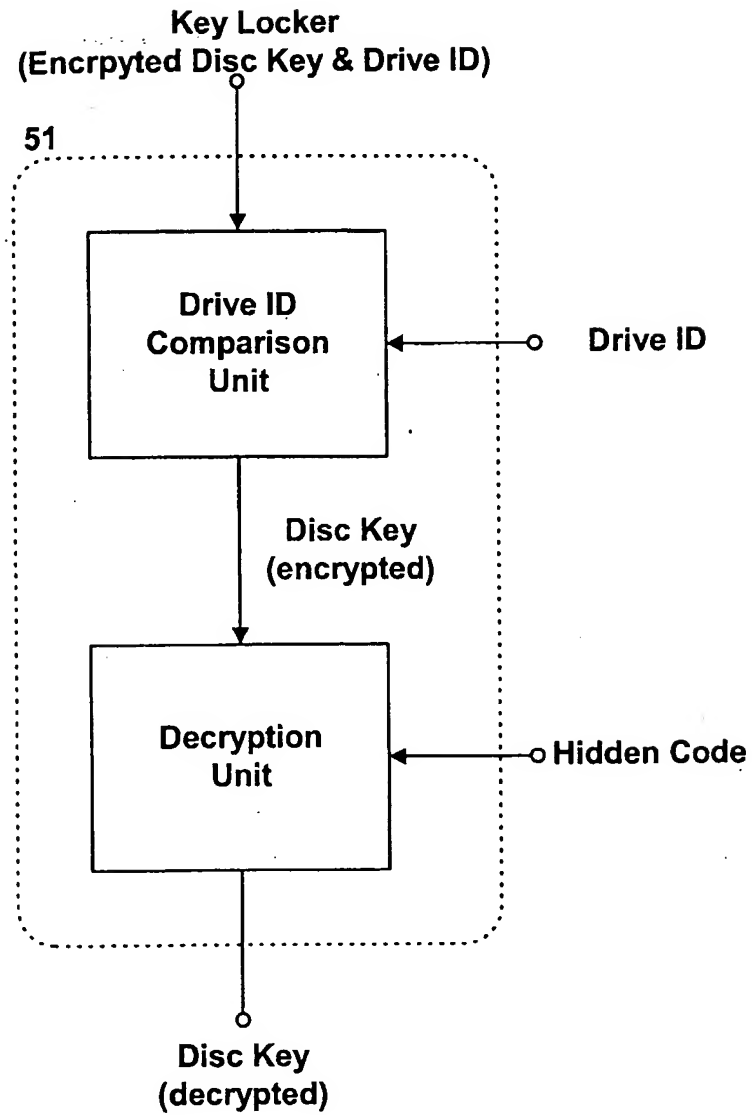 Key Locker
(Encrpyted Disc Key & Drive ID)
51
Drive ID
Comparison
Unit
Drive ID
Disc Key
(encrypted)
Decryption
Unit
Hidden Code
Disc Key
(decrypted)